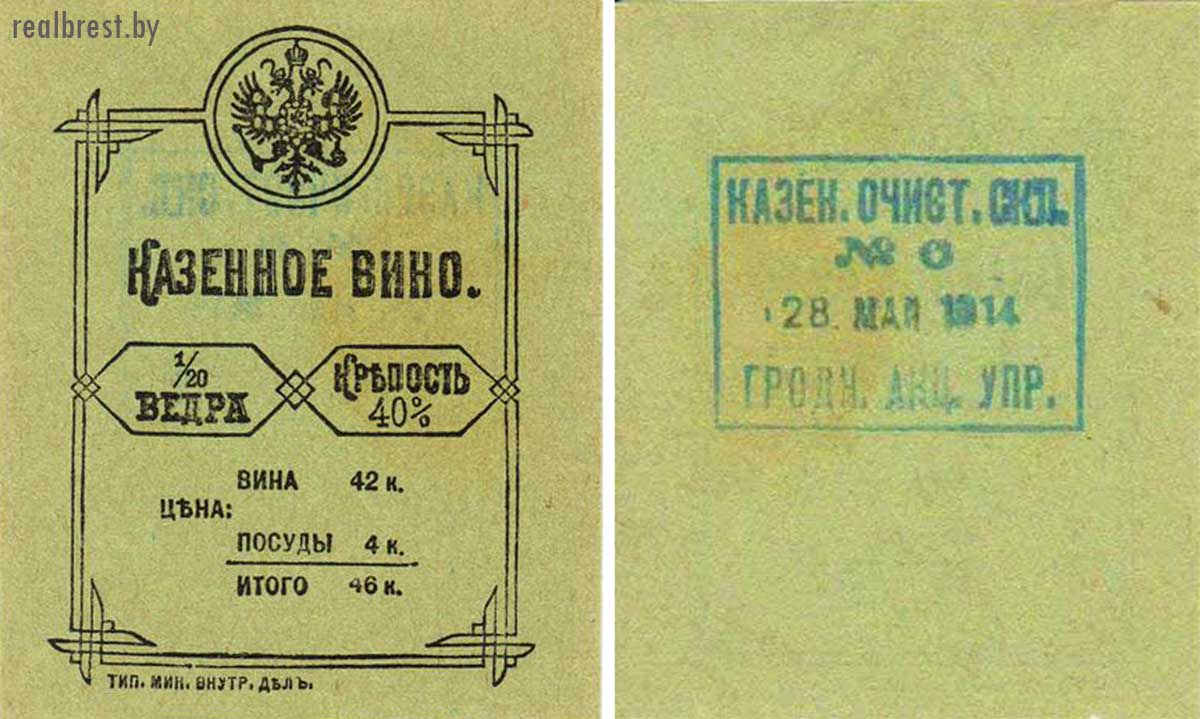 realbrest.by
КАЗЕННОЕ ВИНО.
1/20
ВЕДРА
КРѢПОСТЬ
40%
ВИНА 42 к.
ЦѢНА:
ПОСУДЫ 4 к.
ИТОГО 46 к.
ТИП. МИН. ВНУТР. ДѢЛЪ.
КАЗЕН. ОЧИСТ. СКЛ.
№ 6
28 МАЙ 1914
ГРОДН. АКЦ. УПР.